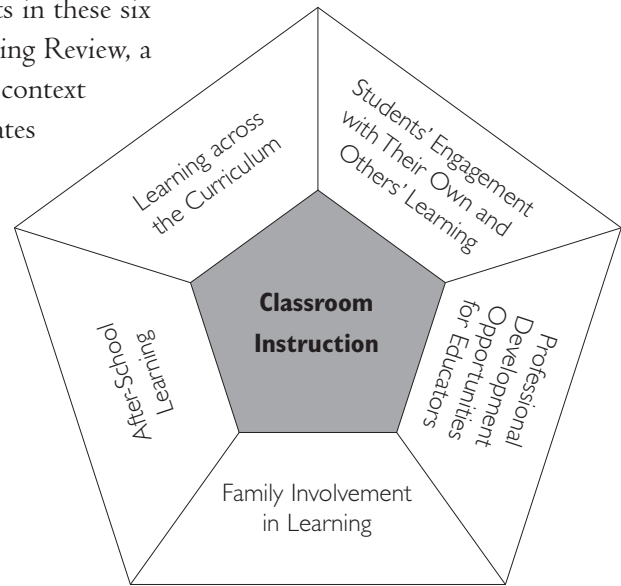 ts in these six
ing Review, a
context
ates
Learning across
the Curriculum
Students’ Engagement
with Their Own and
Others’ Learning
Classroom
Instruction
After-School
Learning
Professional
Development
Opportunities
for Educators
Family Involvement
in Learning